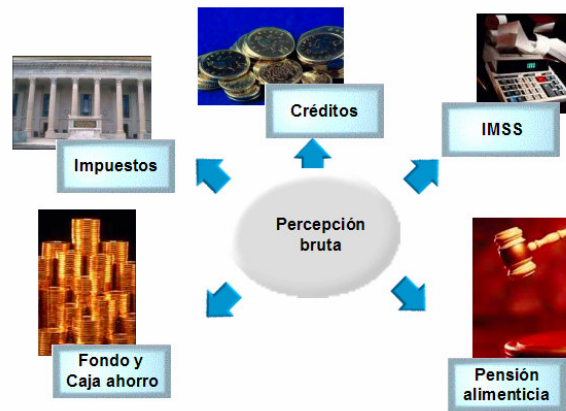 Créditos
IMSS
Impuestos
Percepción
bruta
Fondo y
Caja ahorro
Pensión
alimenticia